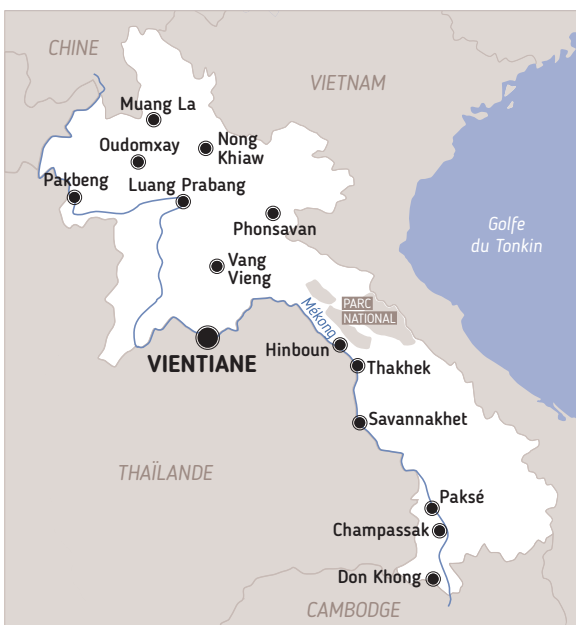 CHINE
VIETNAM
Muang La
Oudomxay
Nong
Khiaw
Pakbeng
Luang Prabang
Phonsavan
Golfe
du Tonkin
Vang
Vieng
Mékong
PARC
NATIONAL
VIENTIANE
Hinboun
Thakhek
Savannakhet
THAÏLANDE
Paksé
Champassak
Don Khong
CAMBODGE